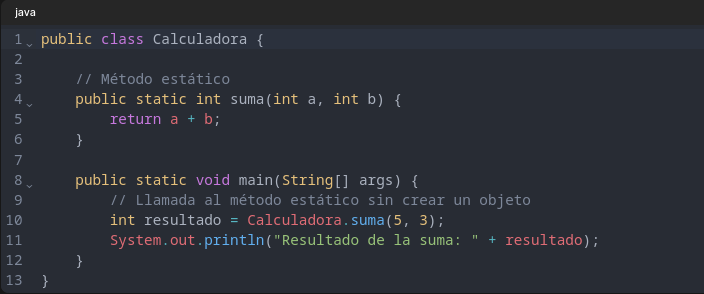 java
1 public class Calculadora {
2
3     // Método estático
4     public static int suma(int a, int b) {
5         return a + b;
6     }
7
8     public static void main(String[] args) {
9         // Llamada al método estático sin crear un objeto
10         int resultado = Calculadora.suma(5, 3);
11         System.out.println("Resultado de la suma: " + resultado);
12     }
13 }